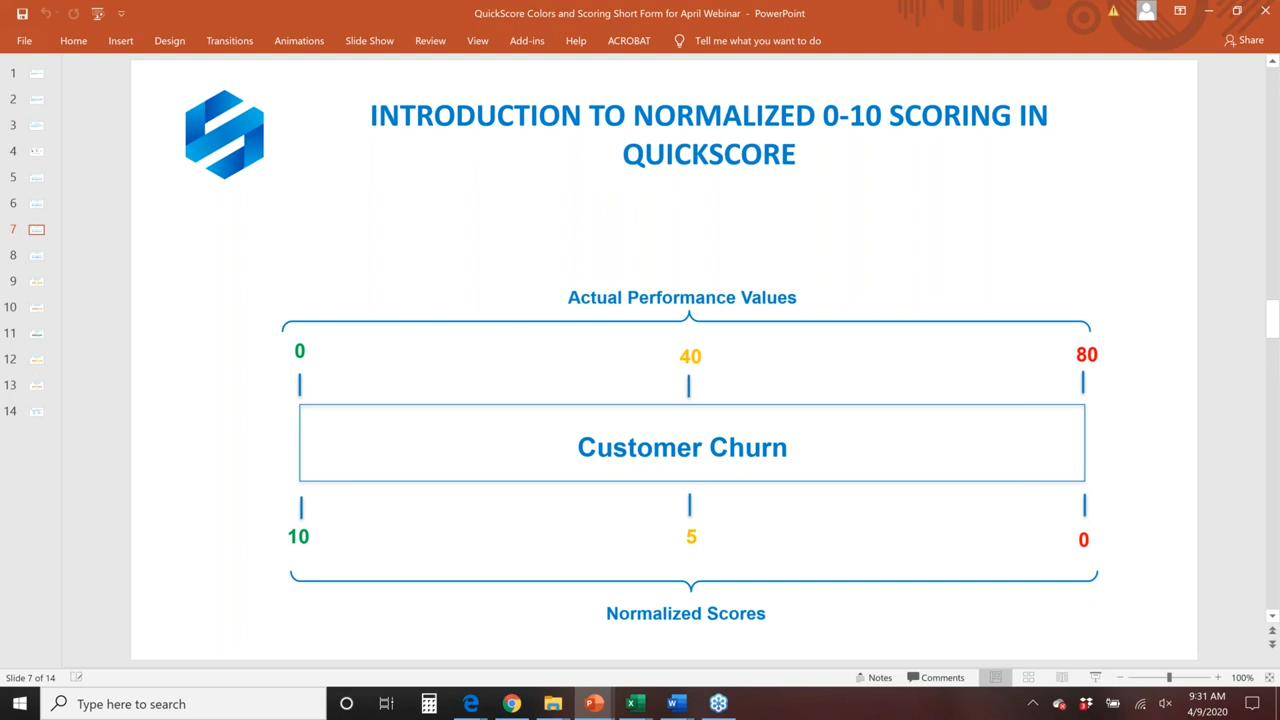 QuickScore Colors and Scoring Short Form for April Webinar - PowerPoint
File Home Insert Design Transitions Animations Slide Show Review View Add-ins Help ACROBAT Tell me what you want to do Share
1
2
3
4
5
6
7
8
9
10
11
12
13
14
INTRODUCTION TO NORMALIZED 0-10 SCORING IN
QUICKSCORE
Actual Performance Values
0 40 80
Customer Churn
10 5 0
Normalized Scores
Slide 7 of 14 Notes Comments 100%
Type here to search 9:31 AM
4/9/2020